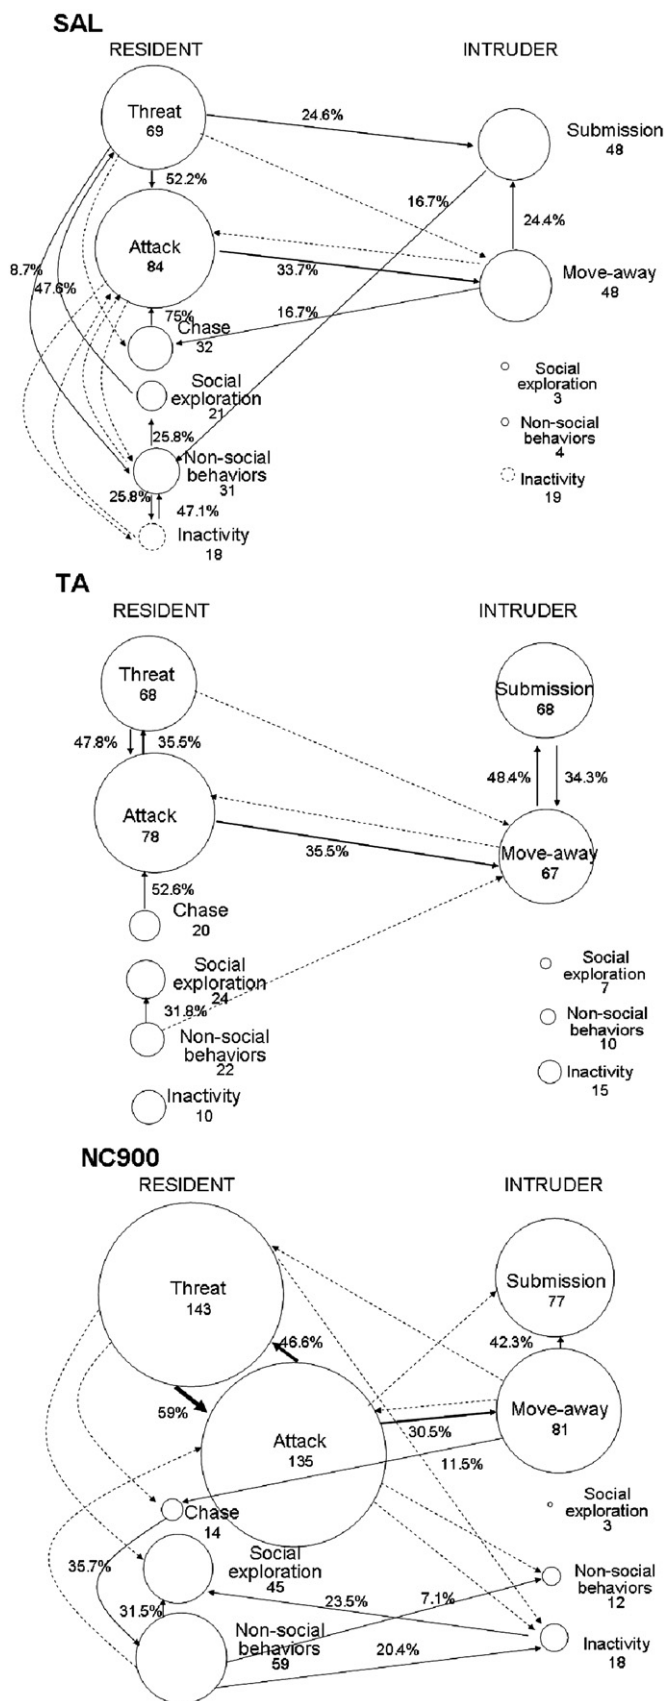 SAL
RESIDENT INTRUDER
Threat
69
24.6%
Submission
48
52.2%
16.7%
24.4%
Attack
84
8.7%
47.6%
33.7%
Move-away
48
75%
16.7%
Chase
32
Social
exploration
21
Social
exploration
3
25.8%
Non-social
behaviors
4
Non-social
behaviors
31
25.8%
47.1%
Inactivity
19
Inactivity
18
TA
RESIDENT INTRUDER
Threat
68
Submission
68
47.8% 35.5%
48.4% 34.3%
Attack
78
35.5%
Move-away
67
52.6%
Chase
20
Social
exploration
24
Social
exploration
7
31.8%
Non-social
behaviors
22
Non-social
behaviors
10
Inactivity
10
Inactivity
15
NC900
RESIDENT INTRUDER
Threat
143
Submission
77
46.6%
42.3%
59%
Attack
135
30.5%
Move-away
81
11.5%
Chase
14
Social
exploration
3
35.7%
Social
exploration
45
31.5%
23.5%
7.1%
Non-social
behaviors
12
Non-social
behaviors
59
20.4%
Inactivity
18